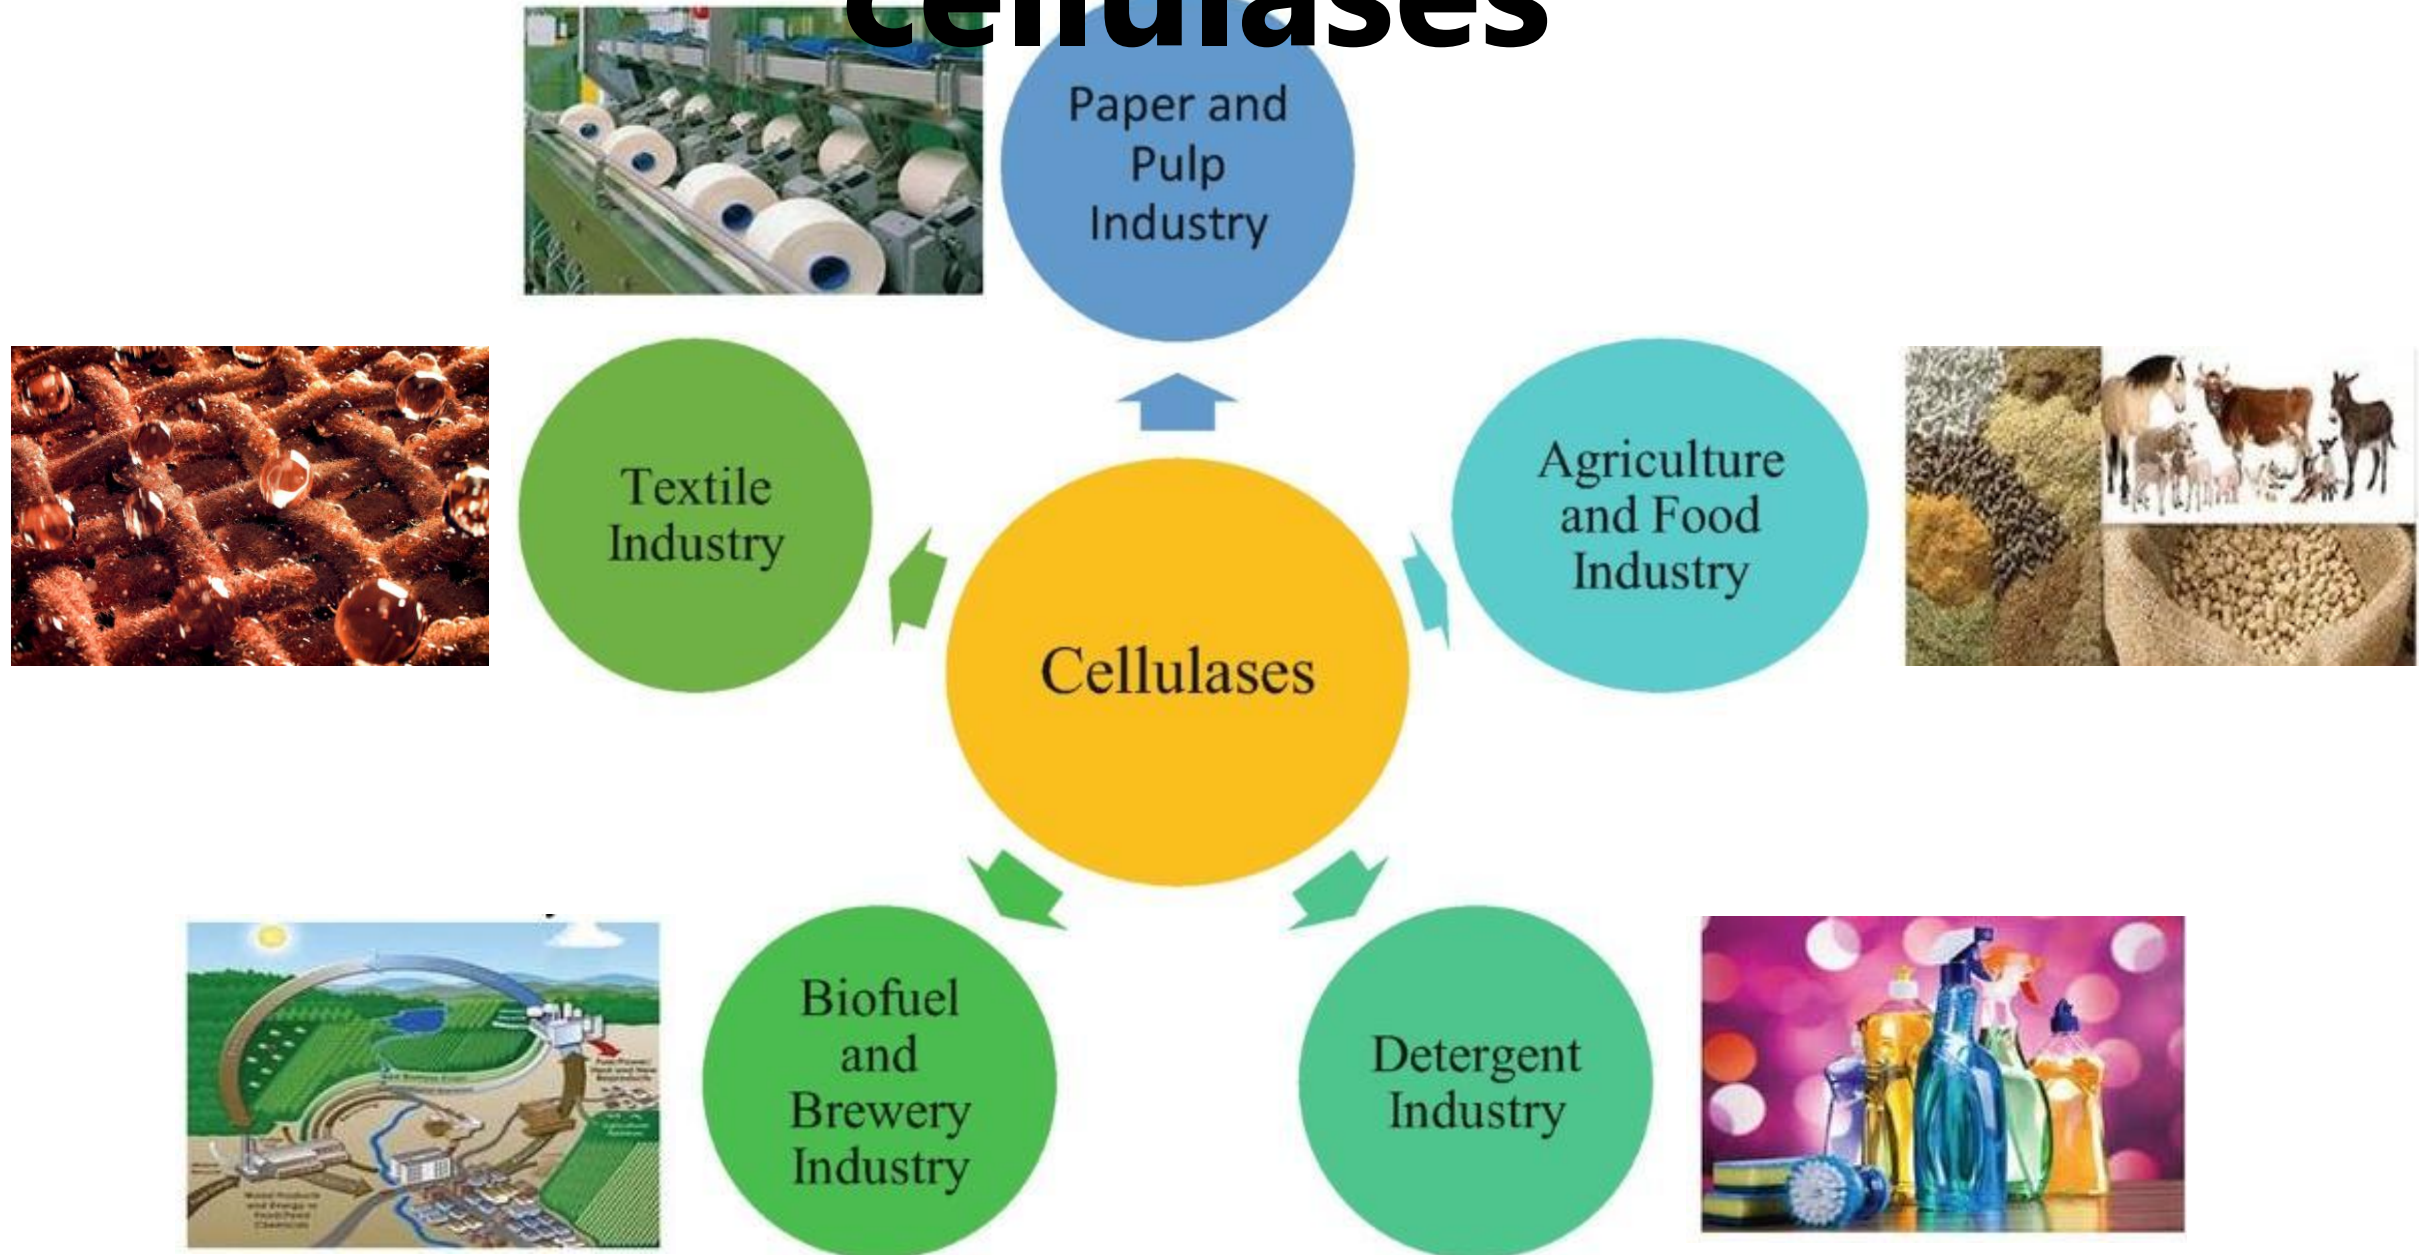 cellulases
Paper and
Pulp
Industry
Textile
Industry
Agriculture
and Food
Industry
Cellulases
Biofuel
and
Brewery
Industry
Detergent
Industry